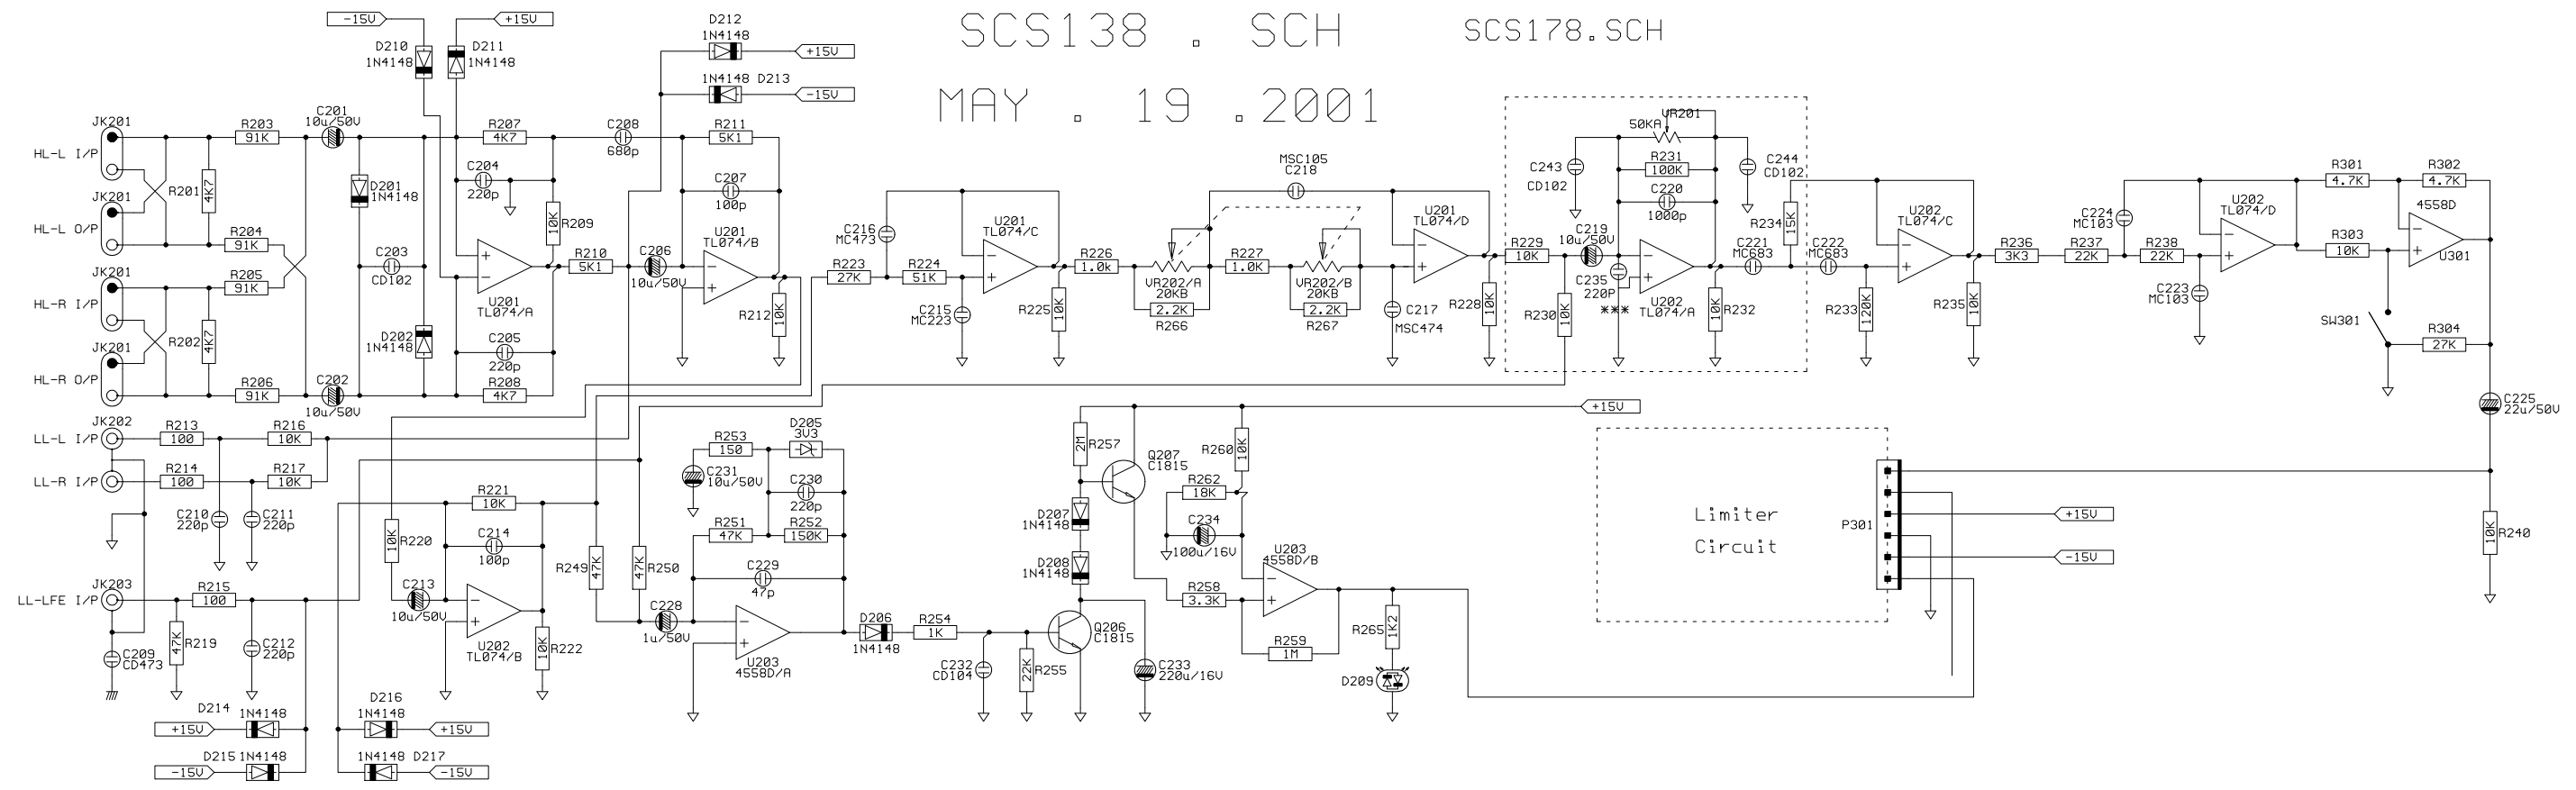 SCS138 . SCH
SCS178.SCH
MAY . 19 .2001
-15V
+15V
D210
1N4148
D211
1N4148
D212
1N4148
+15V
1N4148 D213
-15V
JK201
HL-L I/P
JK201
HL-L O/P
JK201
HL-R I/P
JK201
HL-R O/P
R201
4K7
R202
4K7
R203
91K
R204
91K
R205
91K
R206
91K
C201
10u/50V
C202
10u/50V
D201
1N4148
C203
CD102
D202
1N4148
R207
4K7
C204
220p
R209
10K
U201
TL074/A
C205
220p
R208
4K7
R210
5K1
C208
680p
C206
10u/50V
R211
5K1
C207
100p
U201
TL074/B
R212
10K
R223
27K
C216
MC473
R224
51K
C215
MC223
U201
TL074/C
R225
10K
R226
1.0K
VR202/A
20KB
2.2K
R266
MSC105
C218
R227
1.0K
VR202/B
20KB
2.2K
R267
C217
MSC474
U201
TL074/D
R228
10K
R229
10K
R230
10K
C219
10u/50V
C243
CD102
VR201
50KA
R231
100K
C220
1000p
C244
CD102
C235
220P
***
U202
TL074/A
R232
10K
C221
MC683
R234
15K
C222
MC683
R233
120K
U202
TL074/C
R235
10K
R236
3K3
R237
22K
C224
MC103
R238
22K
C223
MC103
U202
TL074/D
R301
4.7K
R302
4.7K
R303
10K
4558D
U301
SW301
R304
27K
C225
22u/50V
R240
10K
JK202
LL-L I/P
LL-R I/P
R213
100
R214
100
R216
10K
R217
10K
C210
220p
C211
220p
JK203
LL-LFE I/P
C209
CD473
R219
47K
R215
100
C212
220p
D214
1N4148
+15V
D215 1N4148
-15V
D216
1N4148
+15V
1N4148 D217
-15V
R220
10K
C213
10u/50V
R221
10K
C214
100p
U202
TL074/B
R222
10K
R249
47K
R250
47K
C228
1u/50V
R253
150
D205
3V3
C231
10u/50V
C230
220p
R251
47K
R252
150K
C229
47p
U203
4558D/A
D206
1N4148
R254
1K
C232
CD104
R255
22K
R257
2M
D207
1N4148
D208
1N4148
Q206
C1815
Q207
C1815
C233
220u/16V
+15V
R260
10K
R262
18K
C234
100u/16V
R258
3.3K
U203
4558D/B
R259
1M
R265
1K2
D209
Limiter
Circuit
P301
+15V
-15V